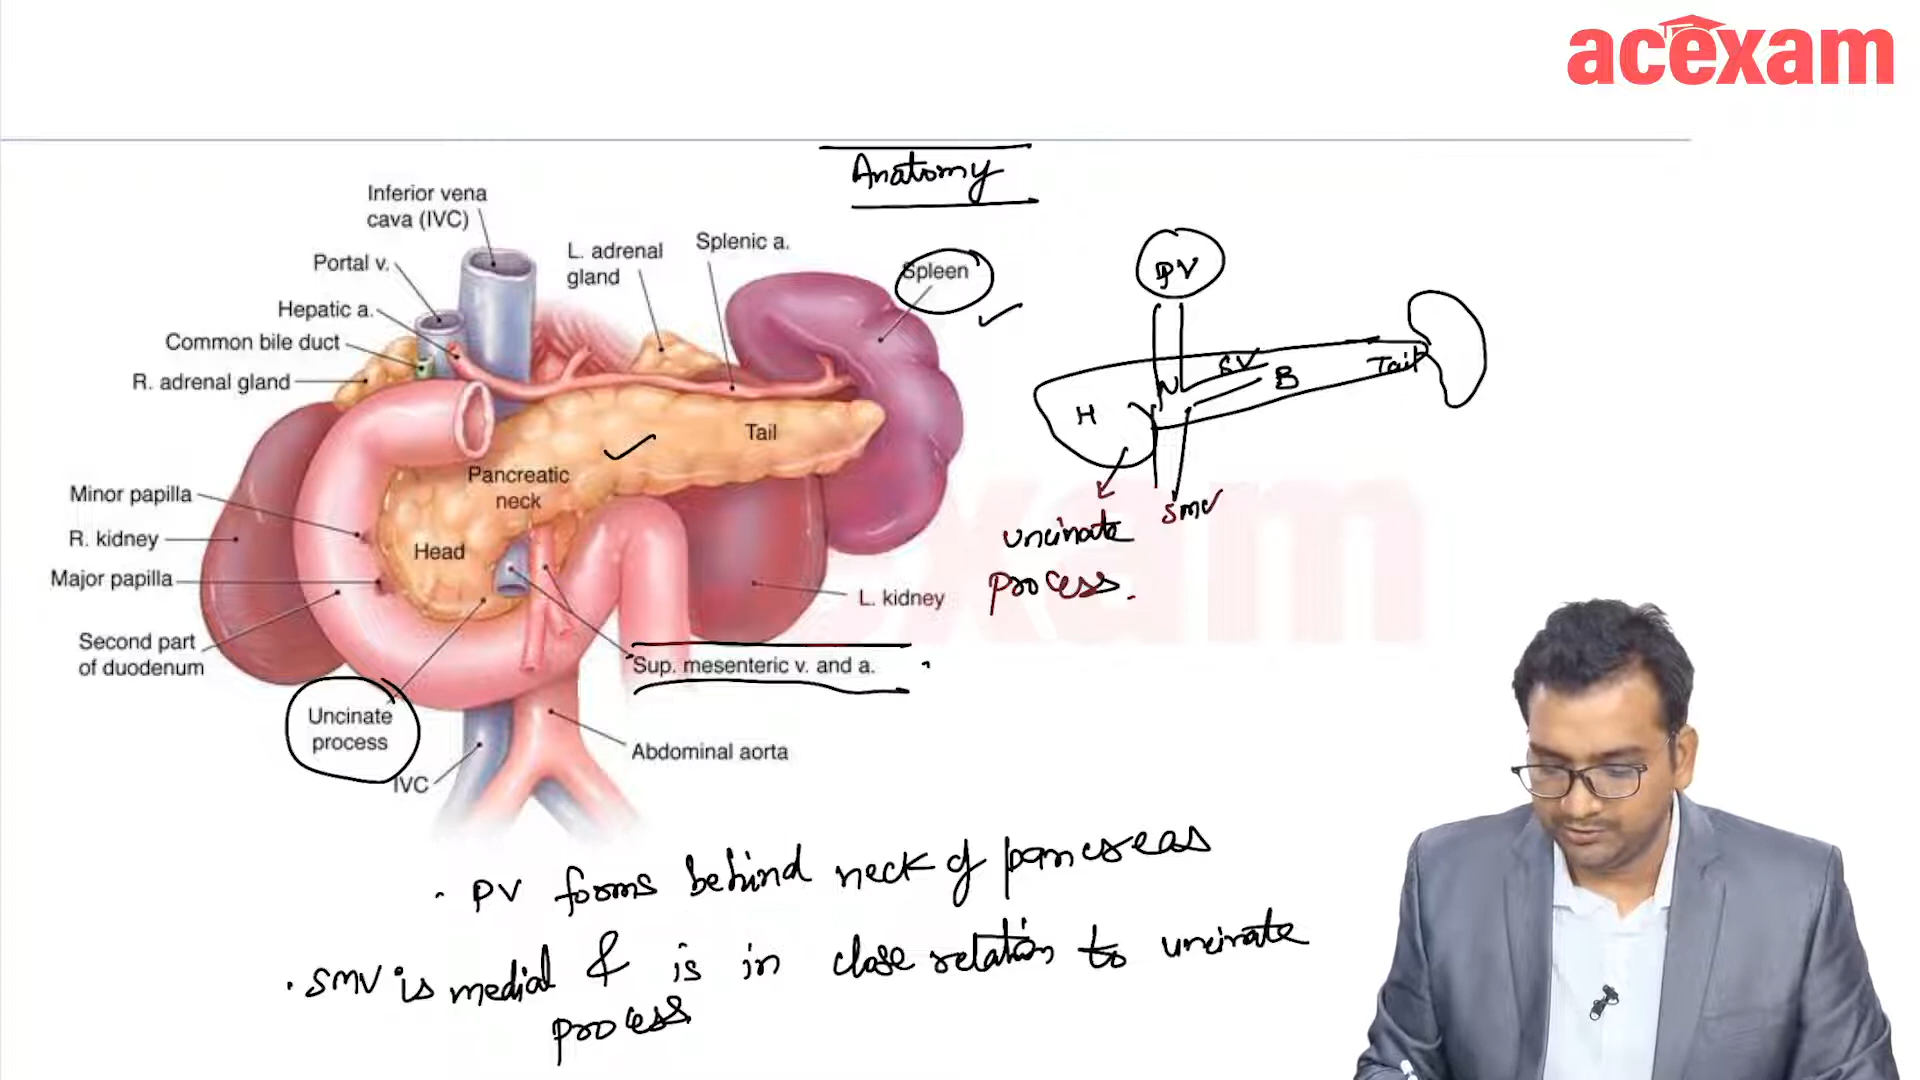 acexam
Anatomy
Inferior vena
cava (IVC)
Portal v.
Hepatic a.
Common bile duct
R. adrenal gland
L. adrenal
gland
Splenic a.
Spleen
Tail
Pancreatic
neck
Head
Minor papilla
R. kidney
Major papilla
Second part
of duodenum
Uncinate
process
IVC
L. kidney
Sup. mesenteric v. and a.
Abdominal aorta
PV
SV
N
B
Tail
H
SMV
uncinate
process.
exam
. PV forms behind neck of pancreas
. SMV is medial & is in close relation to uncinate
process